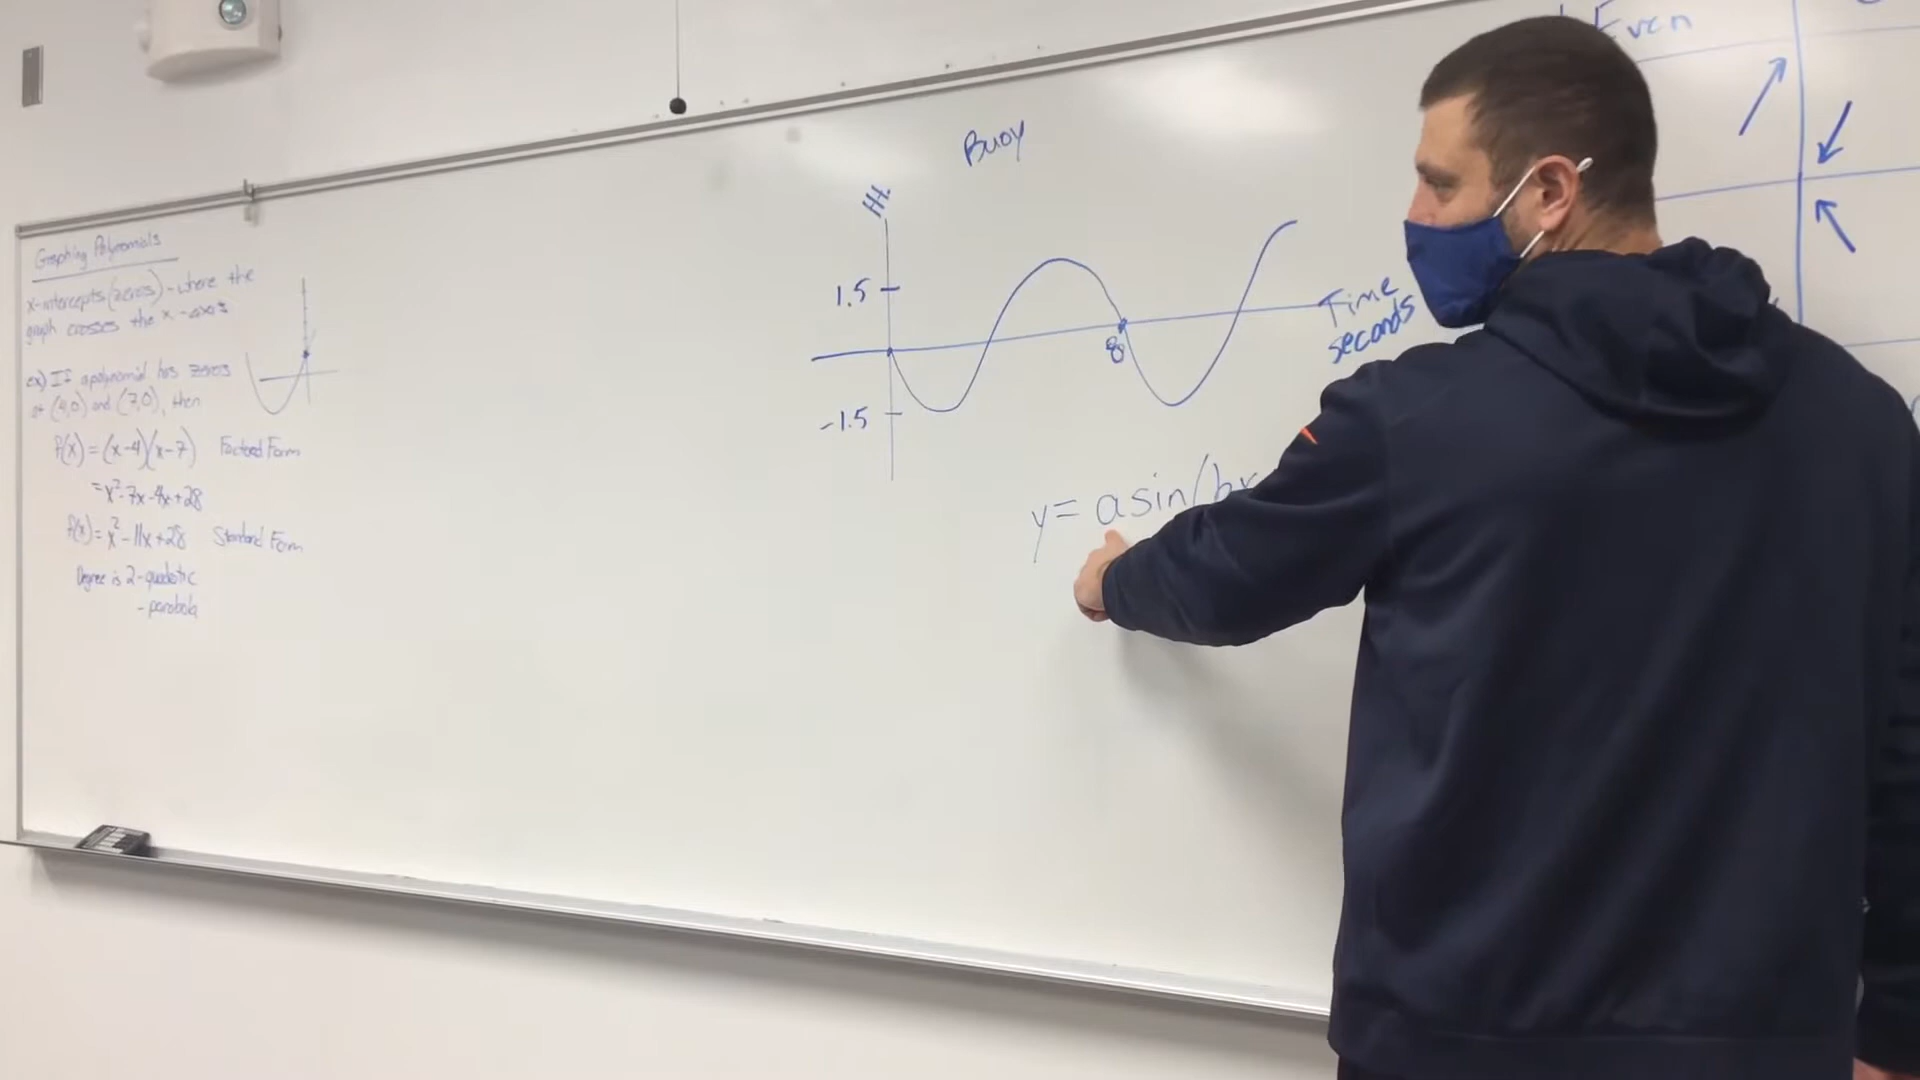 Graphing Polynomials
x-intercepts (zeros) - where the
graph crosses the x-axis
ex) If a polynomial has zeros
at (4,0) and (7,0), then
f(x) = (x-4)(x-7) Factored Form
= x²-7x-4x+28
f(x) = x²-11x+28 Standard Form
Degree is 2 - quadratic
- parabola
Buoy
Ht.
1.5
-1.5
8
Time
seconds
y = a sin(bx
Even